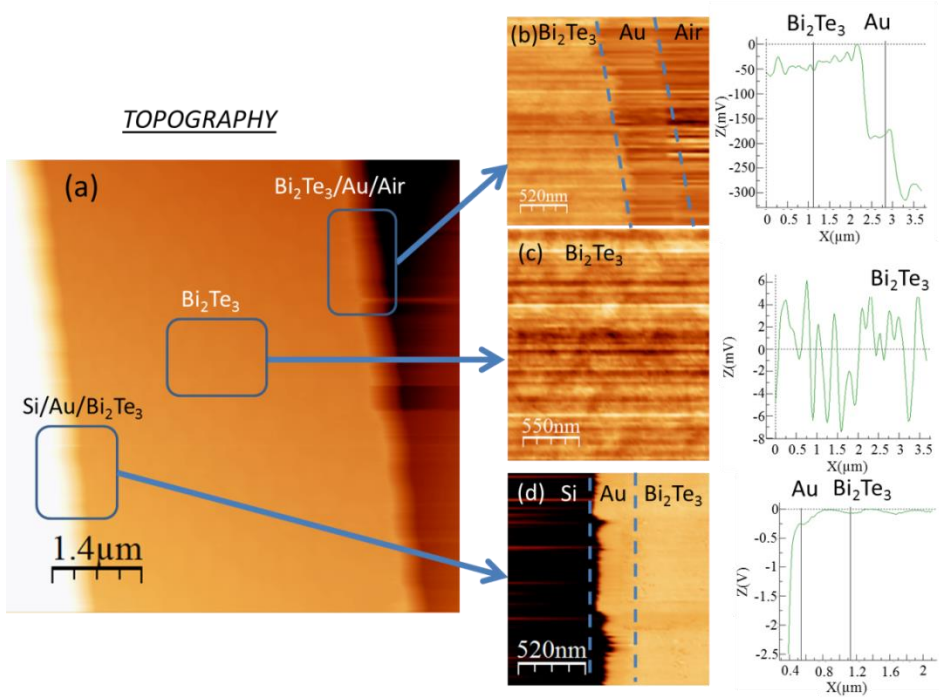 TOPOGRAPHY
(a)
Bi₂Te₃/Au/Air
Bi₂Te₃
Si/Au/Bi₂Te₃
1.4µm
(b) Bi₂Te₃ Au Air
520nm
Bi₂Te₃ Au
Z(mV)
0
-50
-100
-150
-200
-250
-300
0 0.5 1 1.5 2 2.5 3 3.5
X(µm)
(c) Bi₂Te₃
550nm
Bi₂Te₃
Z(mV)
6
4
2
0
-2
-4
-6
-8
0 0.5 1 1.5 2 2.5 3 3.5
X(µm)
(d) Si Au Bi₂Te₃
520nm
Au Bi₂Te₃
Z(V)
0
-0.5
-1
-1.5
-2
-2.5
0.4 0.8 1.2 1.6 2
X(µm)